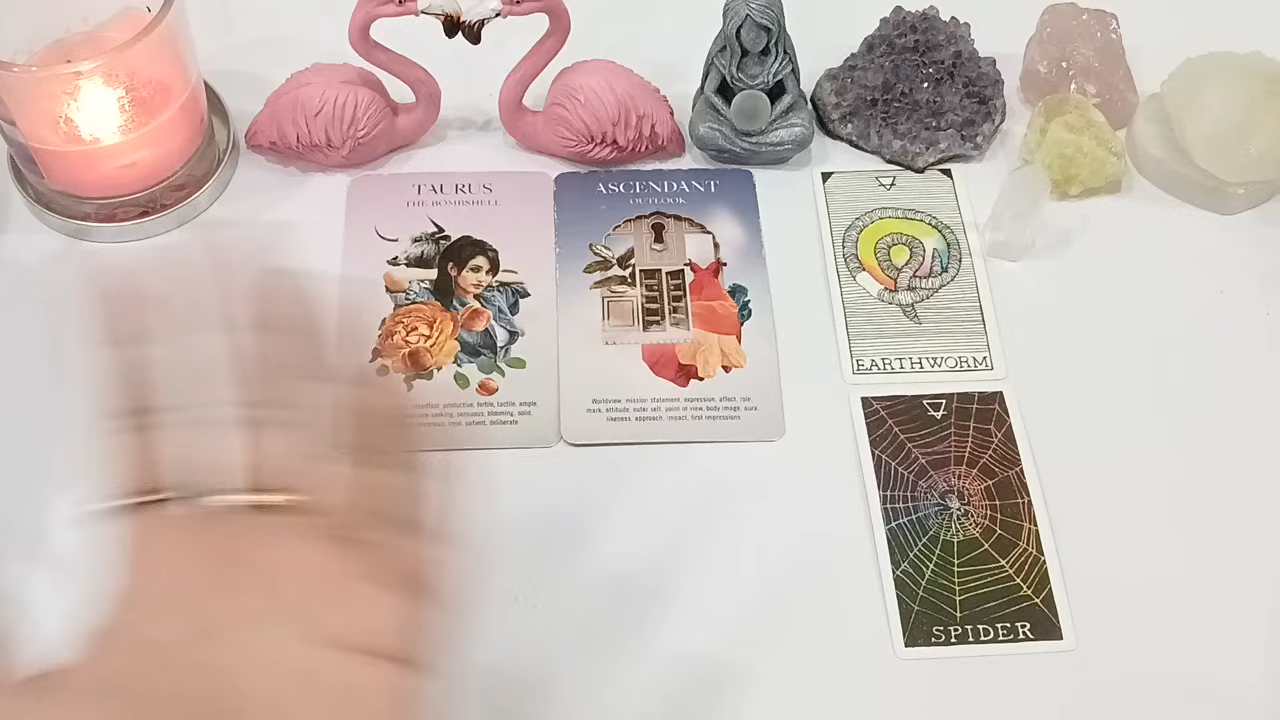 TAURUS
THE BOMBSHELL
productive, fertile, tactile, ample,
sensuous, blooming, solid,
loyal, patient, deliberate
ASCENDANT
OUTLOOK
Worldview, mission statement, expression, affect, role
mark, attitude, outer self, point of view, body image, aura,
likeness, approach, impact, first impressions
EARTHWORM
SPIDER